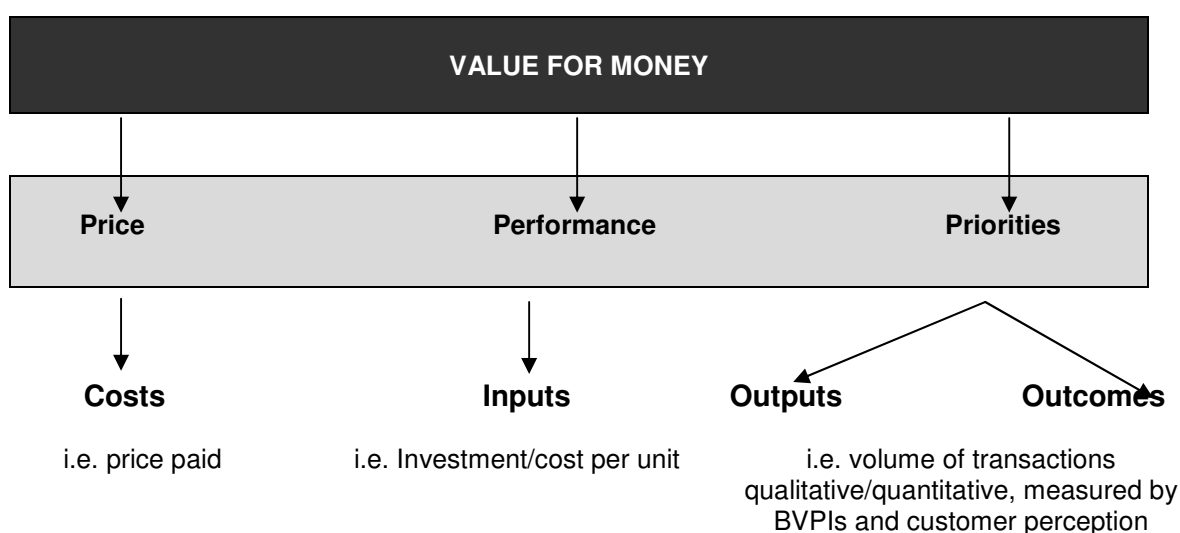 VALUE FOR MONEY
Price Performance Priorities
Costs Inputs Outputs Outcomes
i.e. price paid i.e. Investment/cost per unit i.e. volume of transactions
qualitative/quantitative, measured by
BVPIs and customer perception